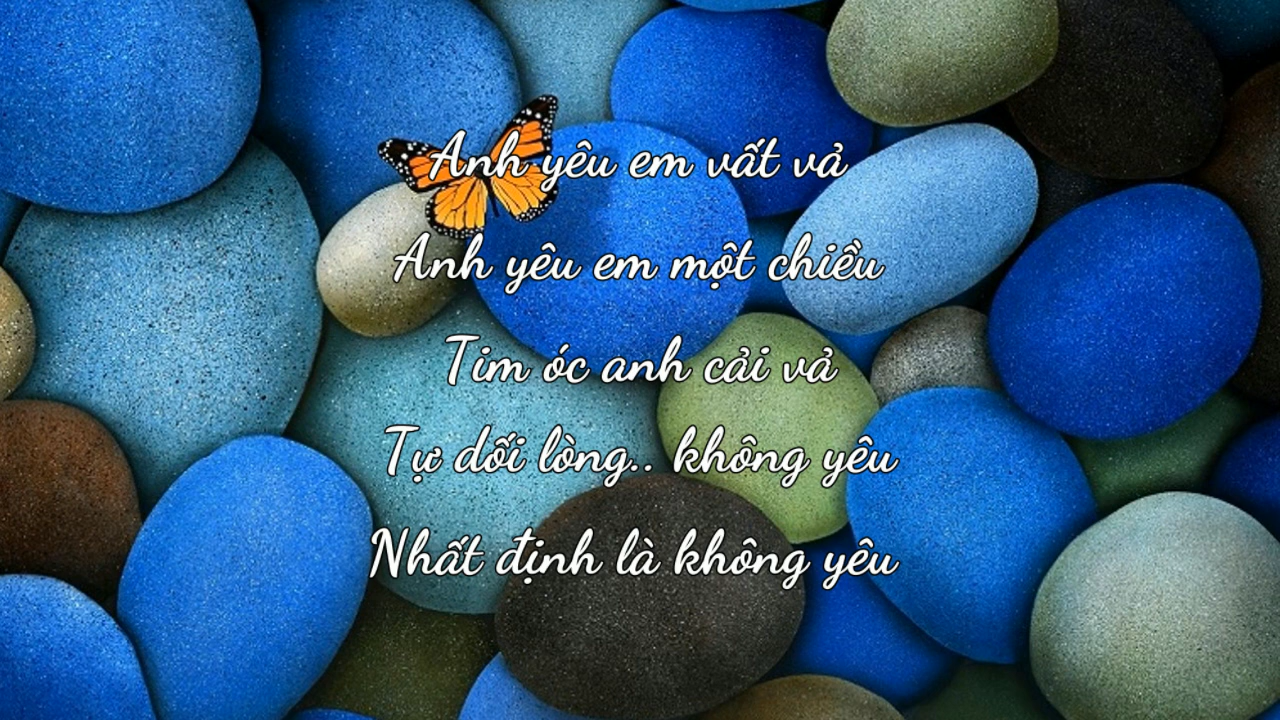 Anh yêu em vất vả
Anh yêu em một chiều
Tim óc anh cải vả
Tự dối lòng.. không yêu
Nhất định là không yêu